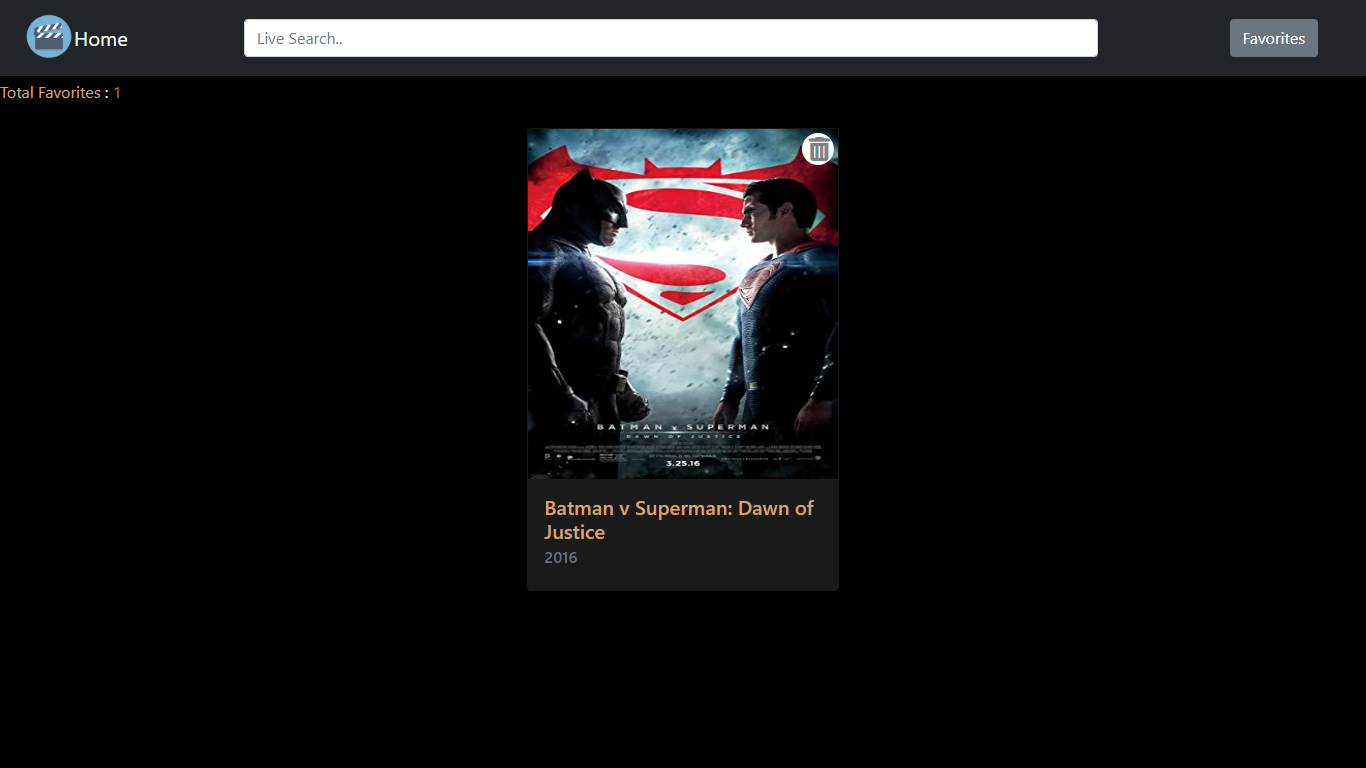 Home
Live Search..
Favorites
Total Favorites : 1
BATMAN v SUPERMAN
DAWN OF JUSTICE
3.25.16
Batman v Superman: Dawn of
Justice
2016